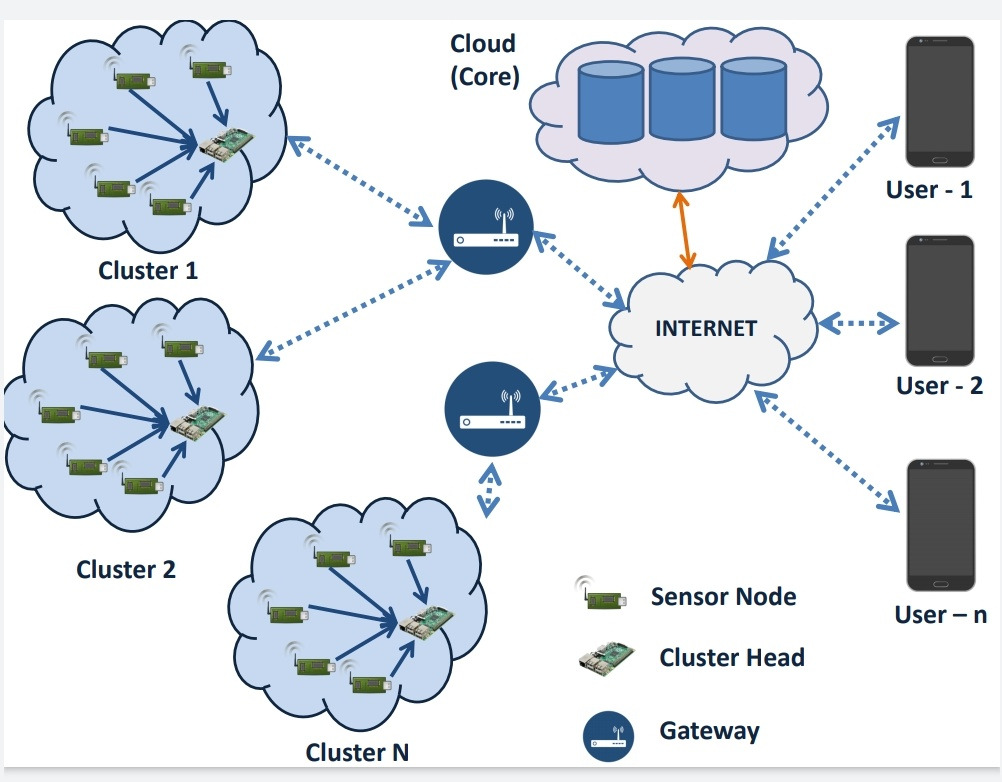 Cloud
(Core)
User - 1
Cluster 1
INTERNET
User - 2
Cluster 2
Sensor Node
User – n
Cluster Head
Gateway
Cluster N